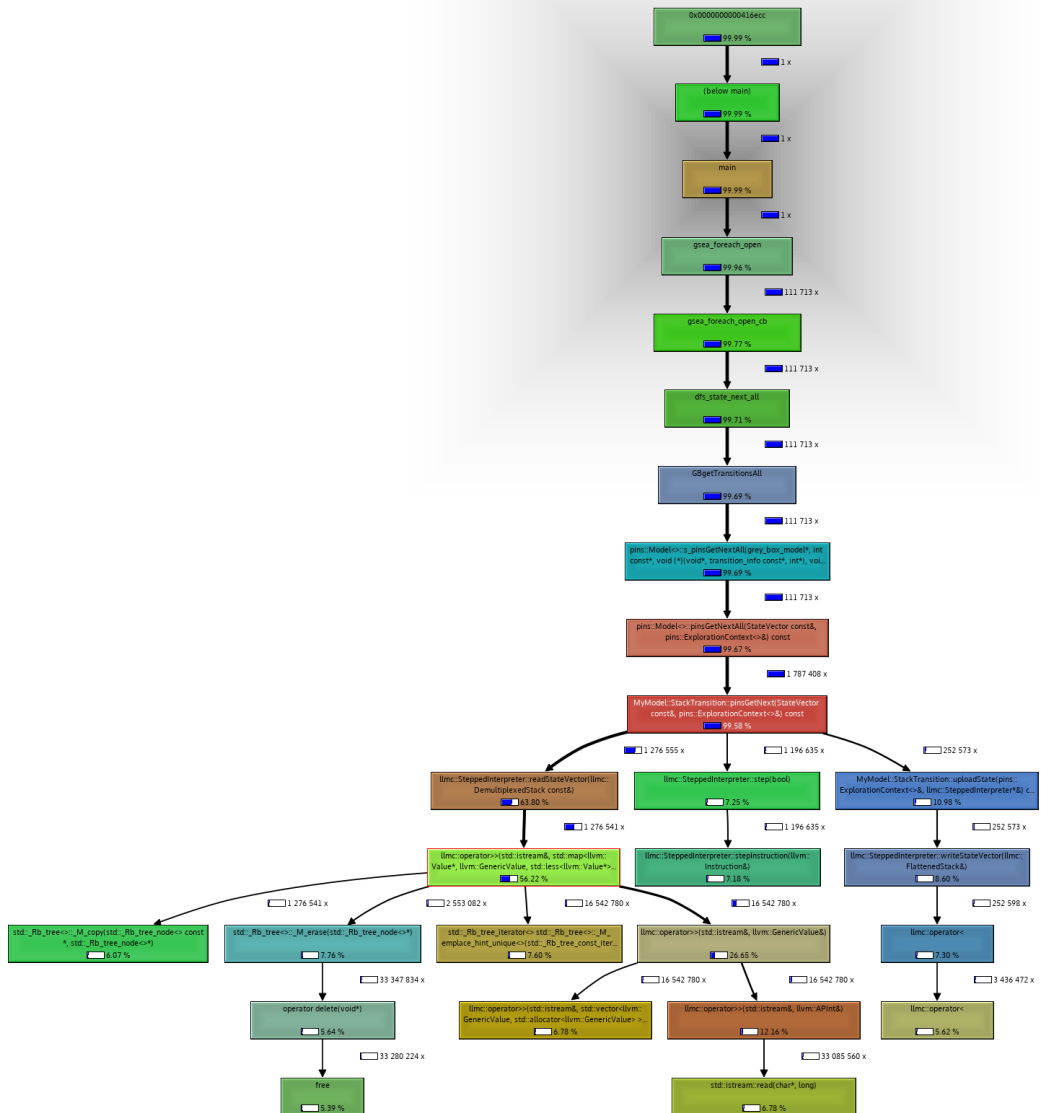 0x0000000000416ecc
99.99 %
1 x
(below main)
99.99 %
1 x
main
99.99 %
1 x
gsea_foreach_open
99.96 %
111 713 x
gsea_foreach_open_cb
99.77 %
111 713 x
dfs_state_next_all
99.71 %
111 713 x
GBgetTransitionsAll
99.69 %
111 713 x
pins::Model<>::s_pinsGetNextAll(grey_box_model*, int
const*, void (*)(void*, transition_info const*, int*), voi...
99.69 %
111 713 x
pins::Model<>::pinsGetNextAll(StateVector const&,
pins::ExplorationContext<>&) const
99.67 %
1 787 408 x
MyModel::StackTransition::pinsGetNext(StateVector
const&, pins::ExplorationContext<>&) const
99.58 %
1 276 555 x
1 196 635 x
252 573 x
llmc::SteppedInterpreter::readStateVector(llmc::
DemultiplexedStack const&)
63.80 %
llmc::SteppedInterpreter::step(bool)
7.25 %
MyModel::StackTransition::uploadState(pins::
ExplorationContext<>&, llmc::SteppedInterpreter*&) c...
10.98 %
1 276 541 x
1 196 635 x
252 573 x
llmc::operator>>(std::istream&, std::map<llvm::
Value*, llvm::GenericValue, std::less<llvm::Value*>...
56.22 %
llmc::SteppedInterpreter::stepInstruction(llvm::
Instruction&)
7.18 %
llmc::SteppedInterpreter::writeStateVector(llmc::
FlattenedStack&)
8.60 %
1 276 541 x
2 553 082 x
16 542 780 x
16 542 780 x
252 598 x
std::_Rb_tree<>::_M_copy(std::_Rb_tree_node<> const
*, std::_Rb_tree_node<>*)
6.07 %
std::_Rb_tree<>::_M_erase(std::_Rb_tree_node<>*)
7.76 %
std::_Rb_tree_iterator<> std::_Rb_tree<>::_M_
emplace_hint_unique<>(std::_Rb_tree_const_iter...
7.60 %
llmc::operator>>(std::istream&, llvm::GenericValue&)
26.65 %
llmc::operator<
7.30 %
33 347 834 x
16 542 780 x
16 542 780 x
3 436 472 x
operator delete(void*)
5.64 %
llmc::operator>>(std::istream&, std::vector<llvm::
GenericValue, std::allocator<llvm::GenericValue> >...
6.78 %
llmc::operator>>(std::istream&, llvm::APInt&)
12.16 %
llmc::operator<
5.62 %
33 280 224 x
33 085 560 x
free
5.39 %
std::istream::read(char*, long)
6.78 %